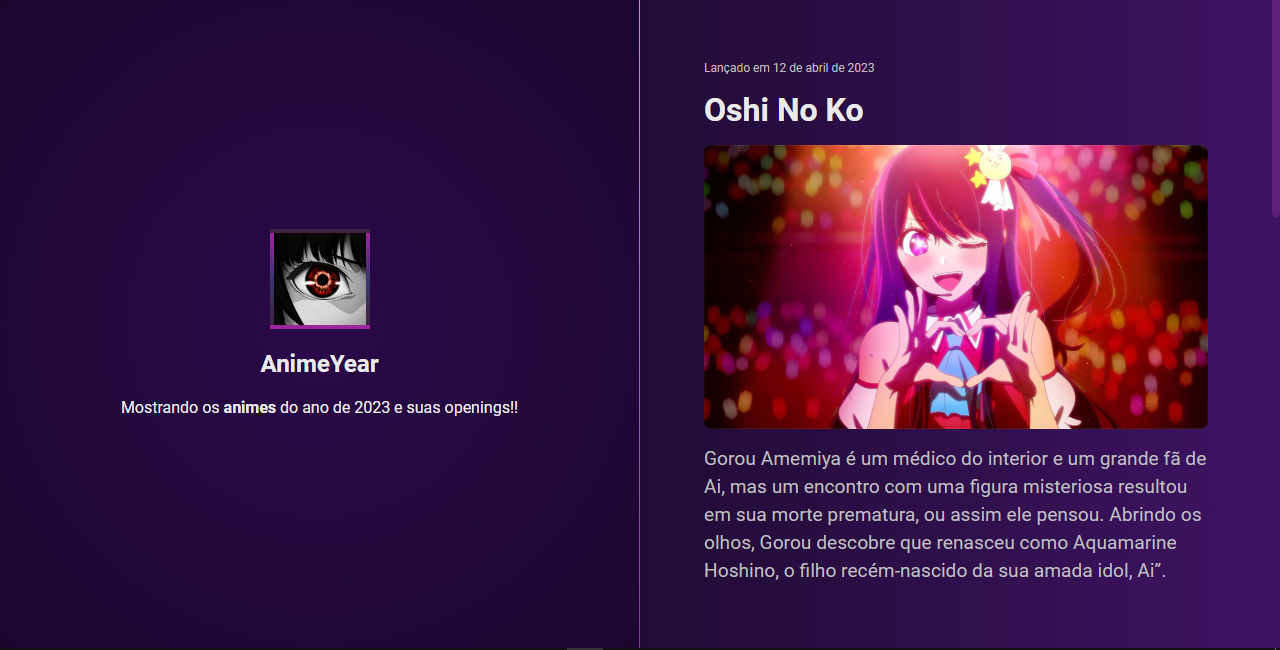 AnimeYear
Mostrando os animes do ano de 2023 e suas openings!!
Lançado em 12 de abril de 2023
Oshi No Ko
Gorou Amemiya é um médico do interior e um grande fã de
Ai, mas um encontro com uma figura misteriosa resultou
em sua morte prematura, ou assim ele pensou. Abrindo os
olhos, Gorou descobre que renasceu como Aquamarine
Hoshino, o filho recém-nascido da sua amada idol, Ai”.